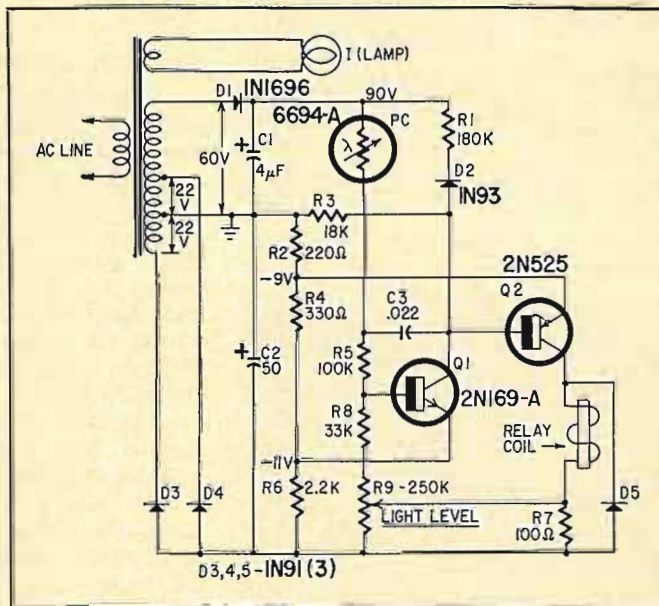 I (LAMP)
D1 IN1696
6694-A
90V
PC
R1
180K
λ
AC LINE
60V
C1
4µF
+
D2
IN93
22
V
22
V
R3
18K
R2
220Ω
2N525
Q2
-9V
R4
330Ω
C3
.022
+
C2
50
R5
100K
Q1
2N169-A
R8
33K
RELAY
COIL
-11V
R6
2.2K
R9 -250K
LIGHT LEVEL
D3
D4
D5
R7
100Ω
D3,4,5-IN91 (3)